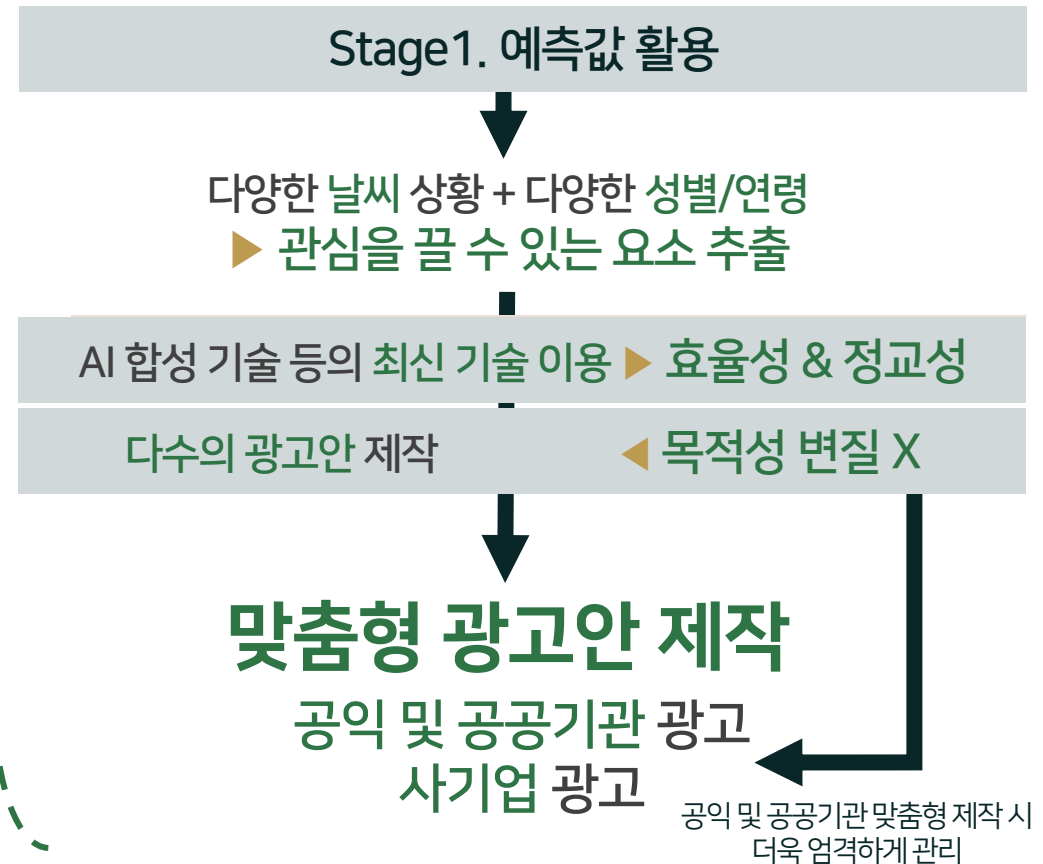 Stage1. 예측값 활용
다양한 날씨 상황 + 다양한 성별/연령
▶ 관심을 끌 수 있는 요소 추출
AI 합성 기술 등의 최신 기술 이용 ▶ 효율성 & 정교성
다수의 광고안 제작 ◀ 목적성 변질 X
맞춤형 광고안 제작
공익 및 공공기관 광고
사기업 광고
공익 및 공공기관 맞춤형 제작 시
더욱 엄격하게 관리